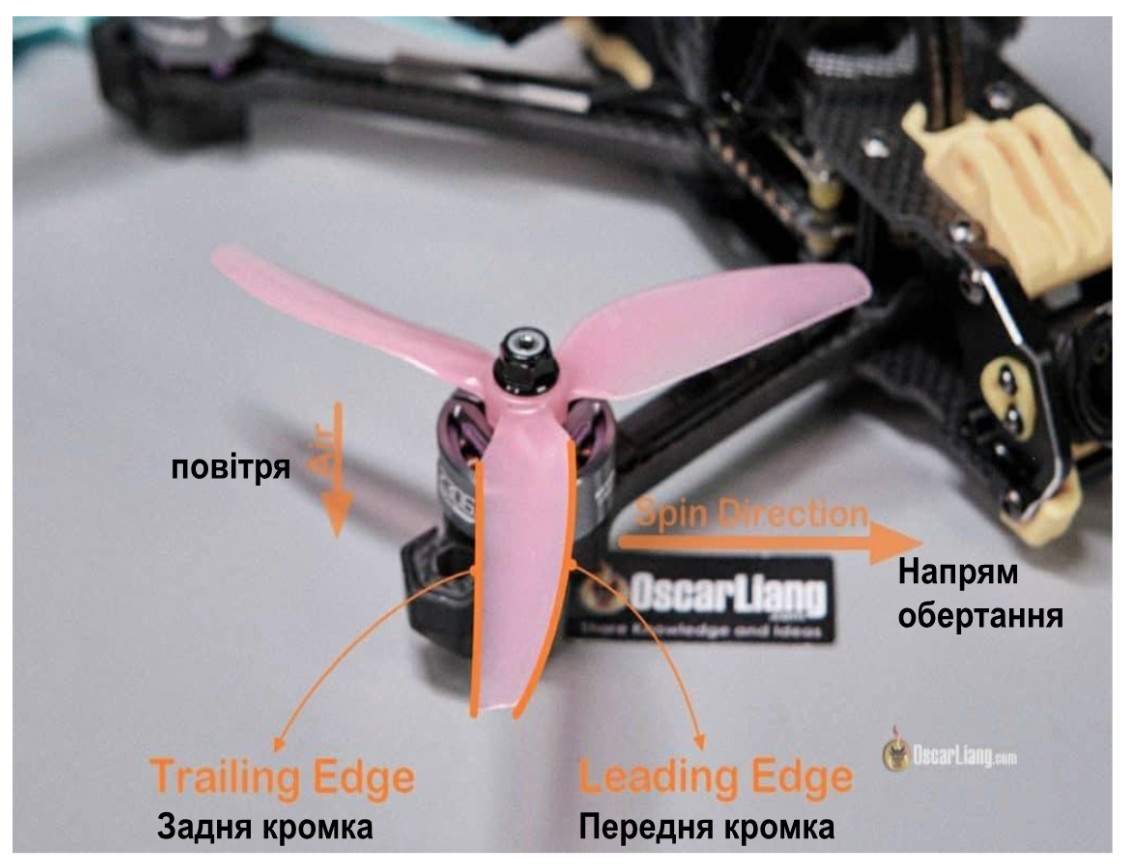 повітря
Air
Spin Direction
Напрям
обертання
OscarLiang
.com
Share Knowledge and Ideas
OscarLiang.com
Trailing Edge
Leading Edge
Задня кромка
Передня кромка